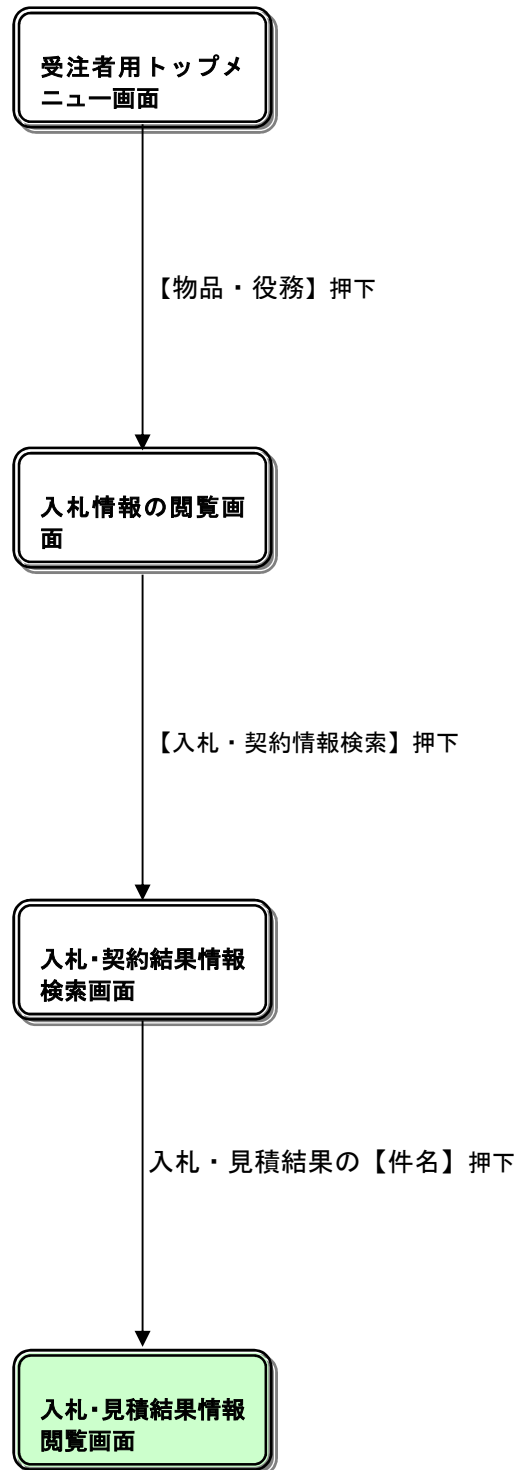 受注者用トップメ
ニュー画面
【物品・役務】押下
入札情報の閲覧画
面
【入札・契約情報検索】押下
入札・契約結果情報
検索画面
入札・見積結果の【件名】押下
入札・見積結果情報
閲覧画面